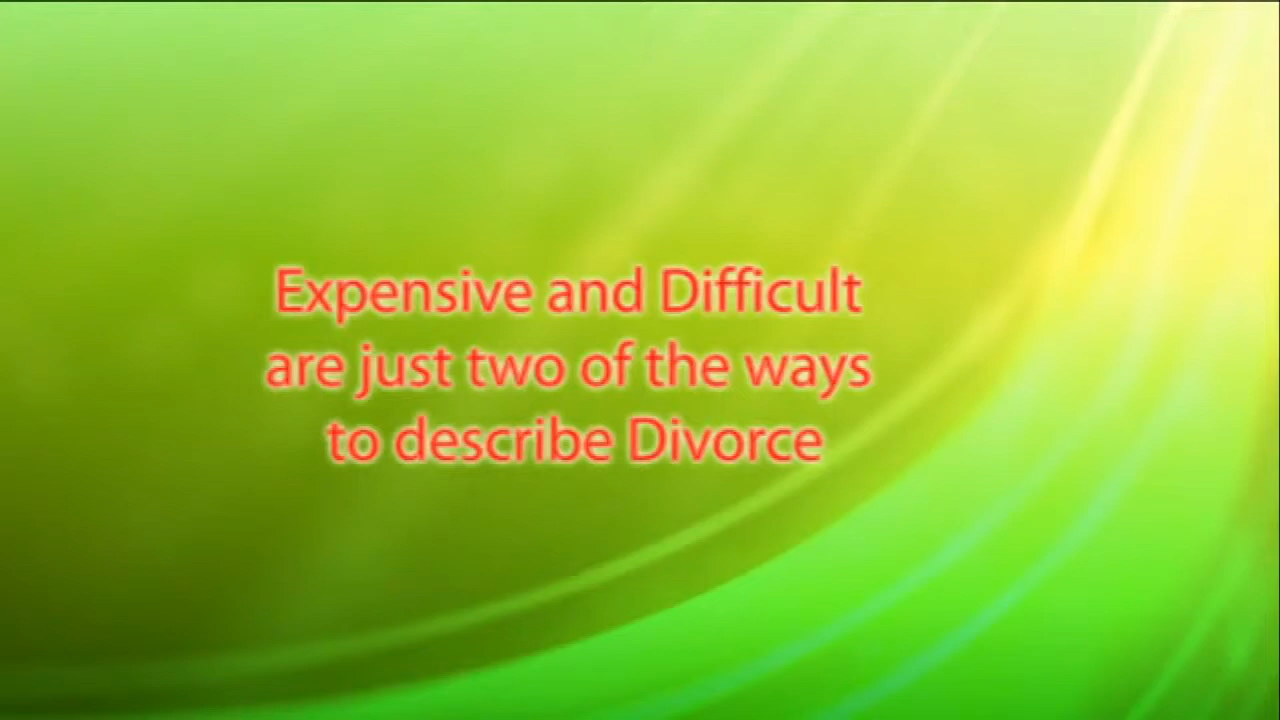 Expensive and Difficult
are just two of the ways
to describe Divorce